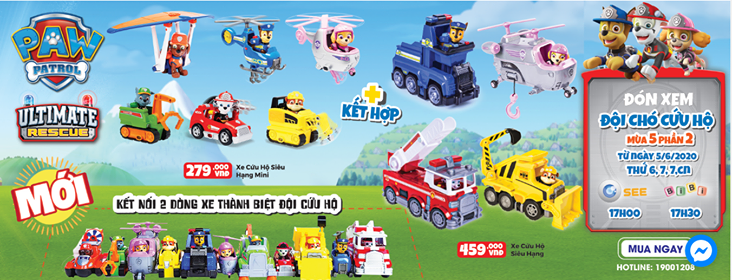 PAW
PATROL
ULTIMATE
RESCUE
KẾT HỢP
279.000
VNĐ
Xe Cứu Hộ Siêu
Hạng Mini
MỚI
KẾT NỐI 2 DÒNG XE THÀNH BIỆT ĐỘI CỨU HỘ
459.000
VNĐ
Xe Cứu Hộ
Siêu Hạng
ĐÓN XEM
ĐỘI CHÓ CỨU HỘ
MÙA 5 PHẦN 2
TỪ NGÀY 5/6/2020
THỨ 6, 7, 7,CN
SEE BiBi
17H00 17H30
MUA NGAY
HOTLINE: 19001208